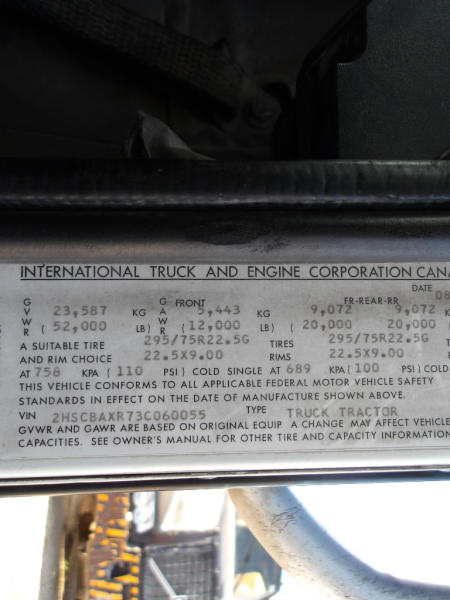 INTERNATIONAL TRUCK AND ENGINE CORPORATION CANA
DATE 08
G FRONT G FR-REAR-RR
V 23,587 KG A 5,443 KG 9,072 9,072 K
W W
R ( 52,000 LB) R ( 12,000 LB) ( 20,000 20,000
A SUITABLE TIRE 295/75R22.5G TIRES 295/75R22.5G
AND RIM CHOICE 22.5X9.00 RIMS 22.5X9.00
AT 758 KPA ( 110 PSI ) COLD SINGLE AT 689 KPA ( 100 PSI ) COLD
THIS VEHICLE CONFORMS TO ALL APPLICABLE FEDERAL MOTOR VEHICLE SAFETY
STANDARDS IN EFFECT ON THE DATE OF MANUFACTURE SHOWN ABOVE.
VIN 2HSCBAXR73C060055 TYPE TRUCK TRACTOR
GVWR AND GAWR ARE BASED ON ORIGINAL EQUIP A CHANGE MAY AFFECT VEHICLE
CAPACITIES. SEE OWNER'S MANUAL FOR OTHER TIRE AND CAPACITY INFORMATION